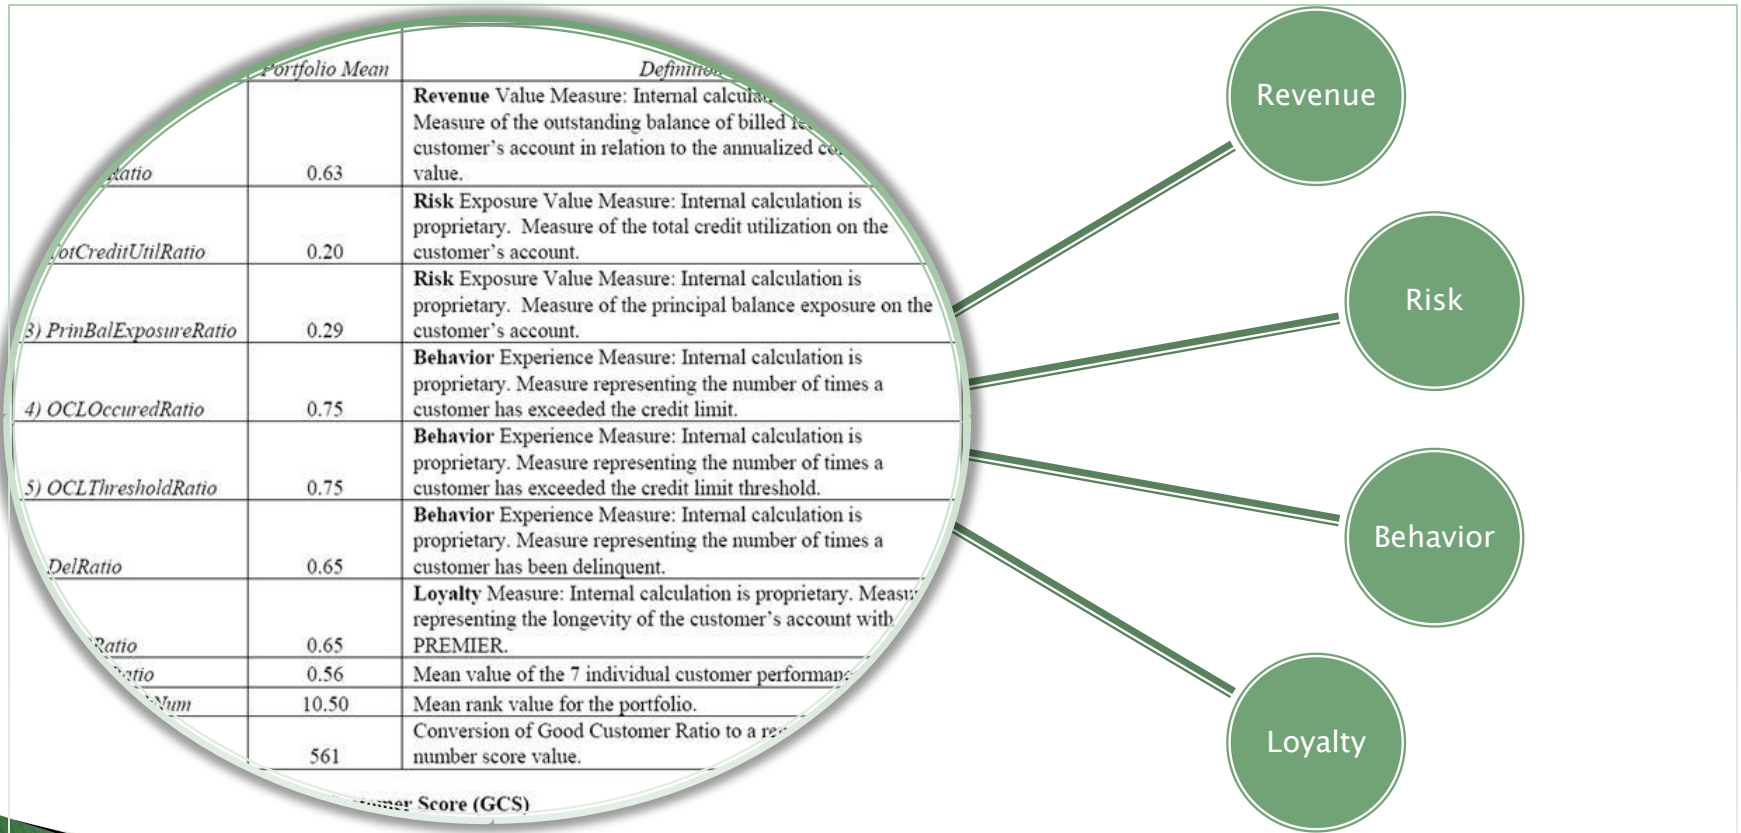 Portfolio Mean Definition
Revenue Value Measure: Internal
Measure of the outstanding balance of billed
customer's account in relation to the annualized
Ratio 0.63 value.
Risk Exposure Value Measure: Internal calculation is
proprietary. Measure of the total credit utilization on the
TotCreditUtilRatio 0.20 customer's account.
Risk Exposure Value Measure: Internal calculation is
proprietary. Measure of the principal balance exposure on the
3) PrinBalExposureRatio 0.29 customer's account.
Behavior Experience Measure: Internal calculation is
proprietary. Measure representing the number of times a
4) OCLOccuredRatio 0.75 customer has exceeded the credit limit.
Behavior Experience Measure: Internal calculation is
proprietary. Measure representing the number of times a
5) OCLThresholdRatio 0.75 customer has exceeded the credit limit threshold.
Behavior Experience Measure: Internal calculation is
proprietary. Measure representing the number of times a
DelRatio 0.65 customer has been delinquent.
Loyalty Measure: Internal calculation is proprietary.
representing the longevity of the customer's account with
Ratio 0.65 PREMIER.
0.56 Mean value of the 7 individual customer
Num 10.50 Mean rank value for the portfolio.
Conversion of Good Customer Ratio to a
561 number score value.
Score (GCS)
Revenue
Risk
Behavior
Loyalty